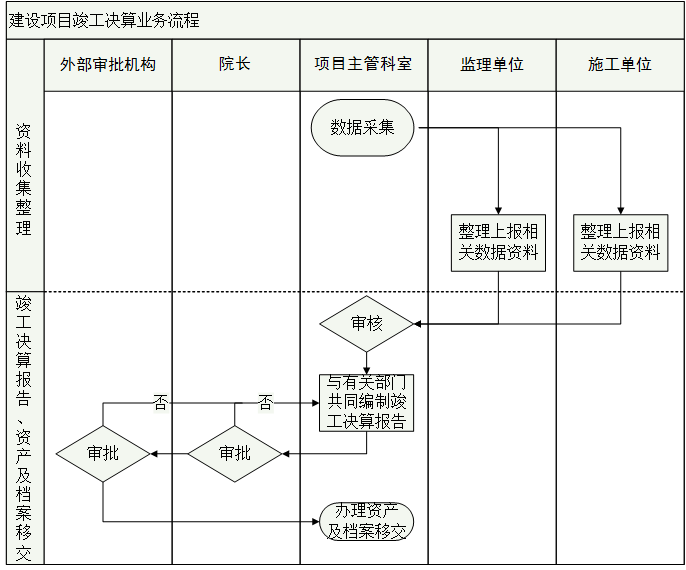 建设项目竣工决算业务流程
外部审批机构
院长
项目主管科室
监理单位
施工单位
资料收集整理
数据采集
整理上报相
关数据资料
整理上报相
关数据资料
竣工决算报告、资产及档案移交
审核
与有关部门
共同编制竣
工决算报告
否
否
审批
审批
办理资产
及档案移交